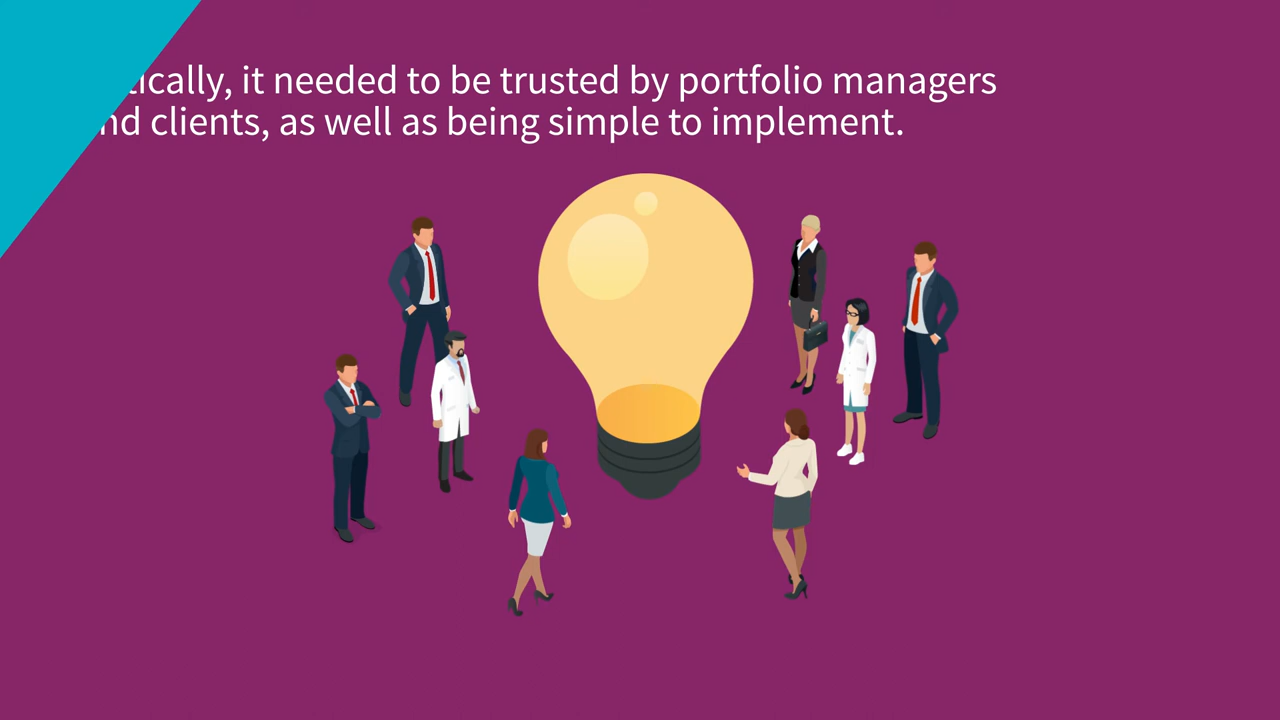 it needed to be trusted by portfolio managers
clients, as well as being simple to implement.